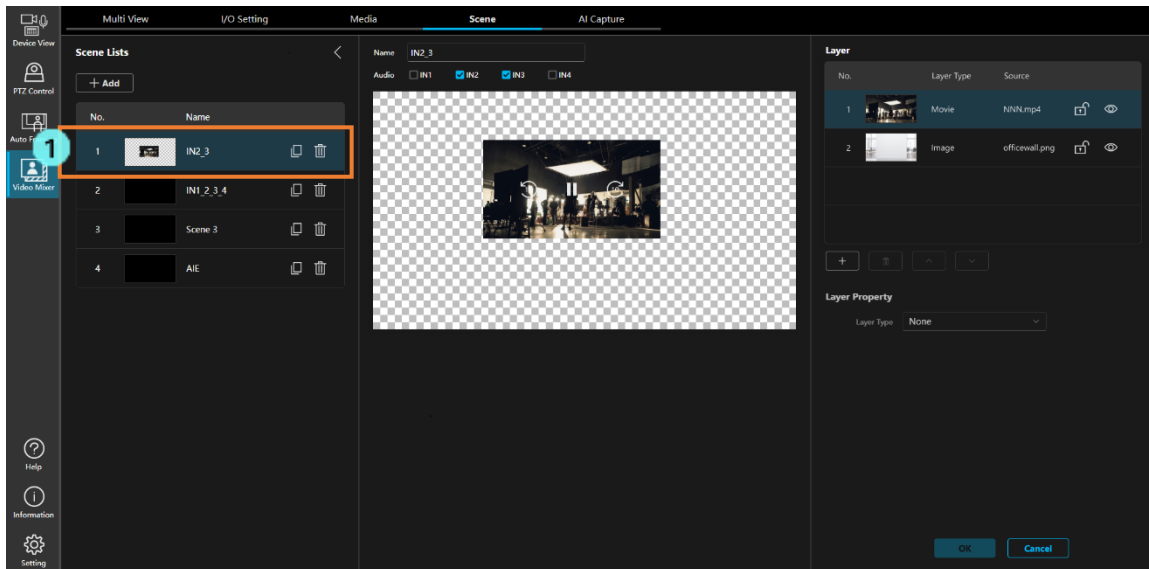 Multi View I/O Setting Media Scene AI Capture
Device View
PTZ Control
Video Mixer
Help
Information
Setting
Scene Lists
+ Add
No. Name
1 IN2_3
2 IN1_2_3_4
3 Scene 3
4 AIE
1
Name IN2_3
Audio IN1 IN2 IN3 IN4
Layer
No. Layer Type Source
1 Movie NNN.mp4
2 Image officewall.png
Layer Property
Layer Type None
OK Cancel